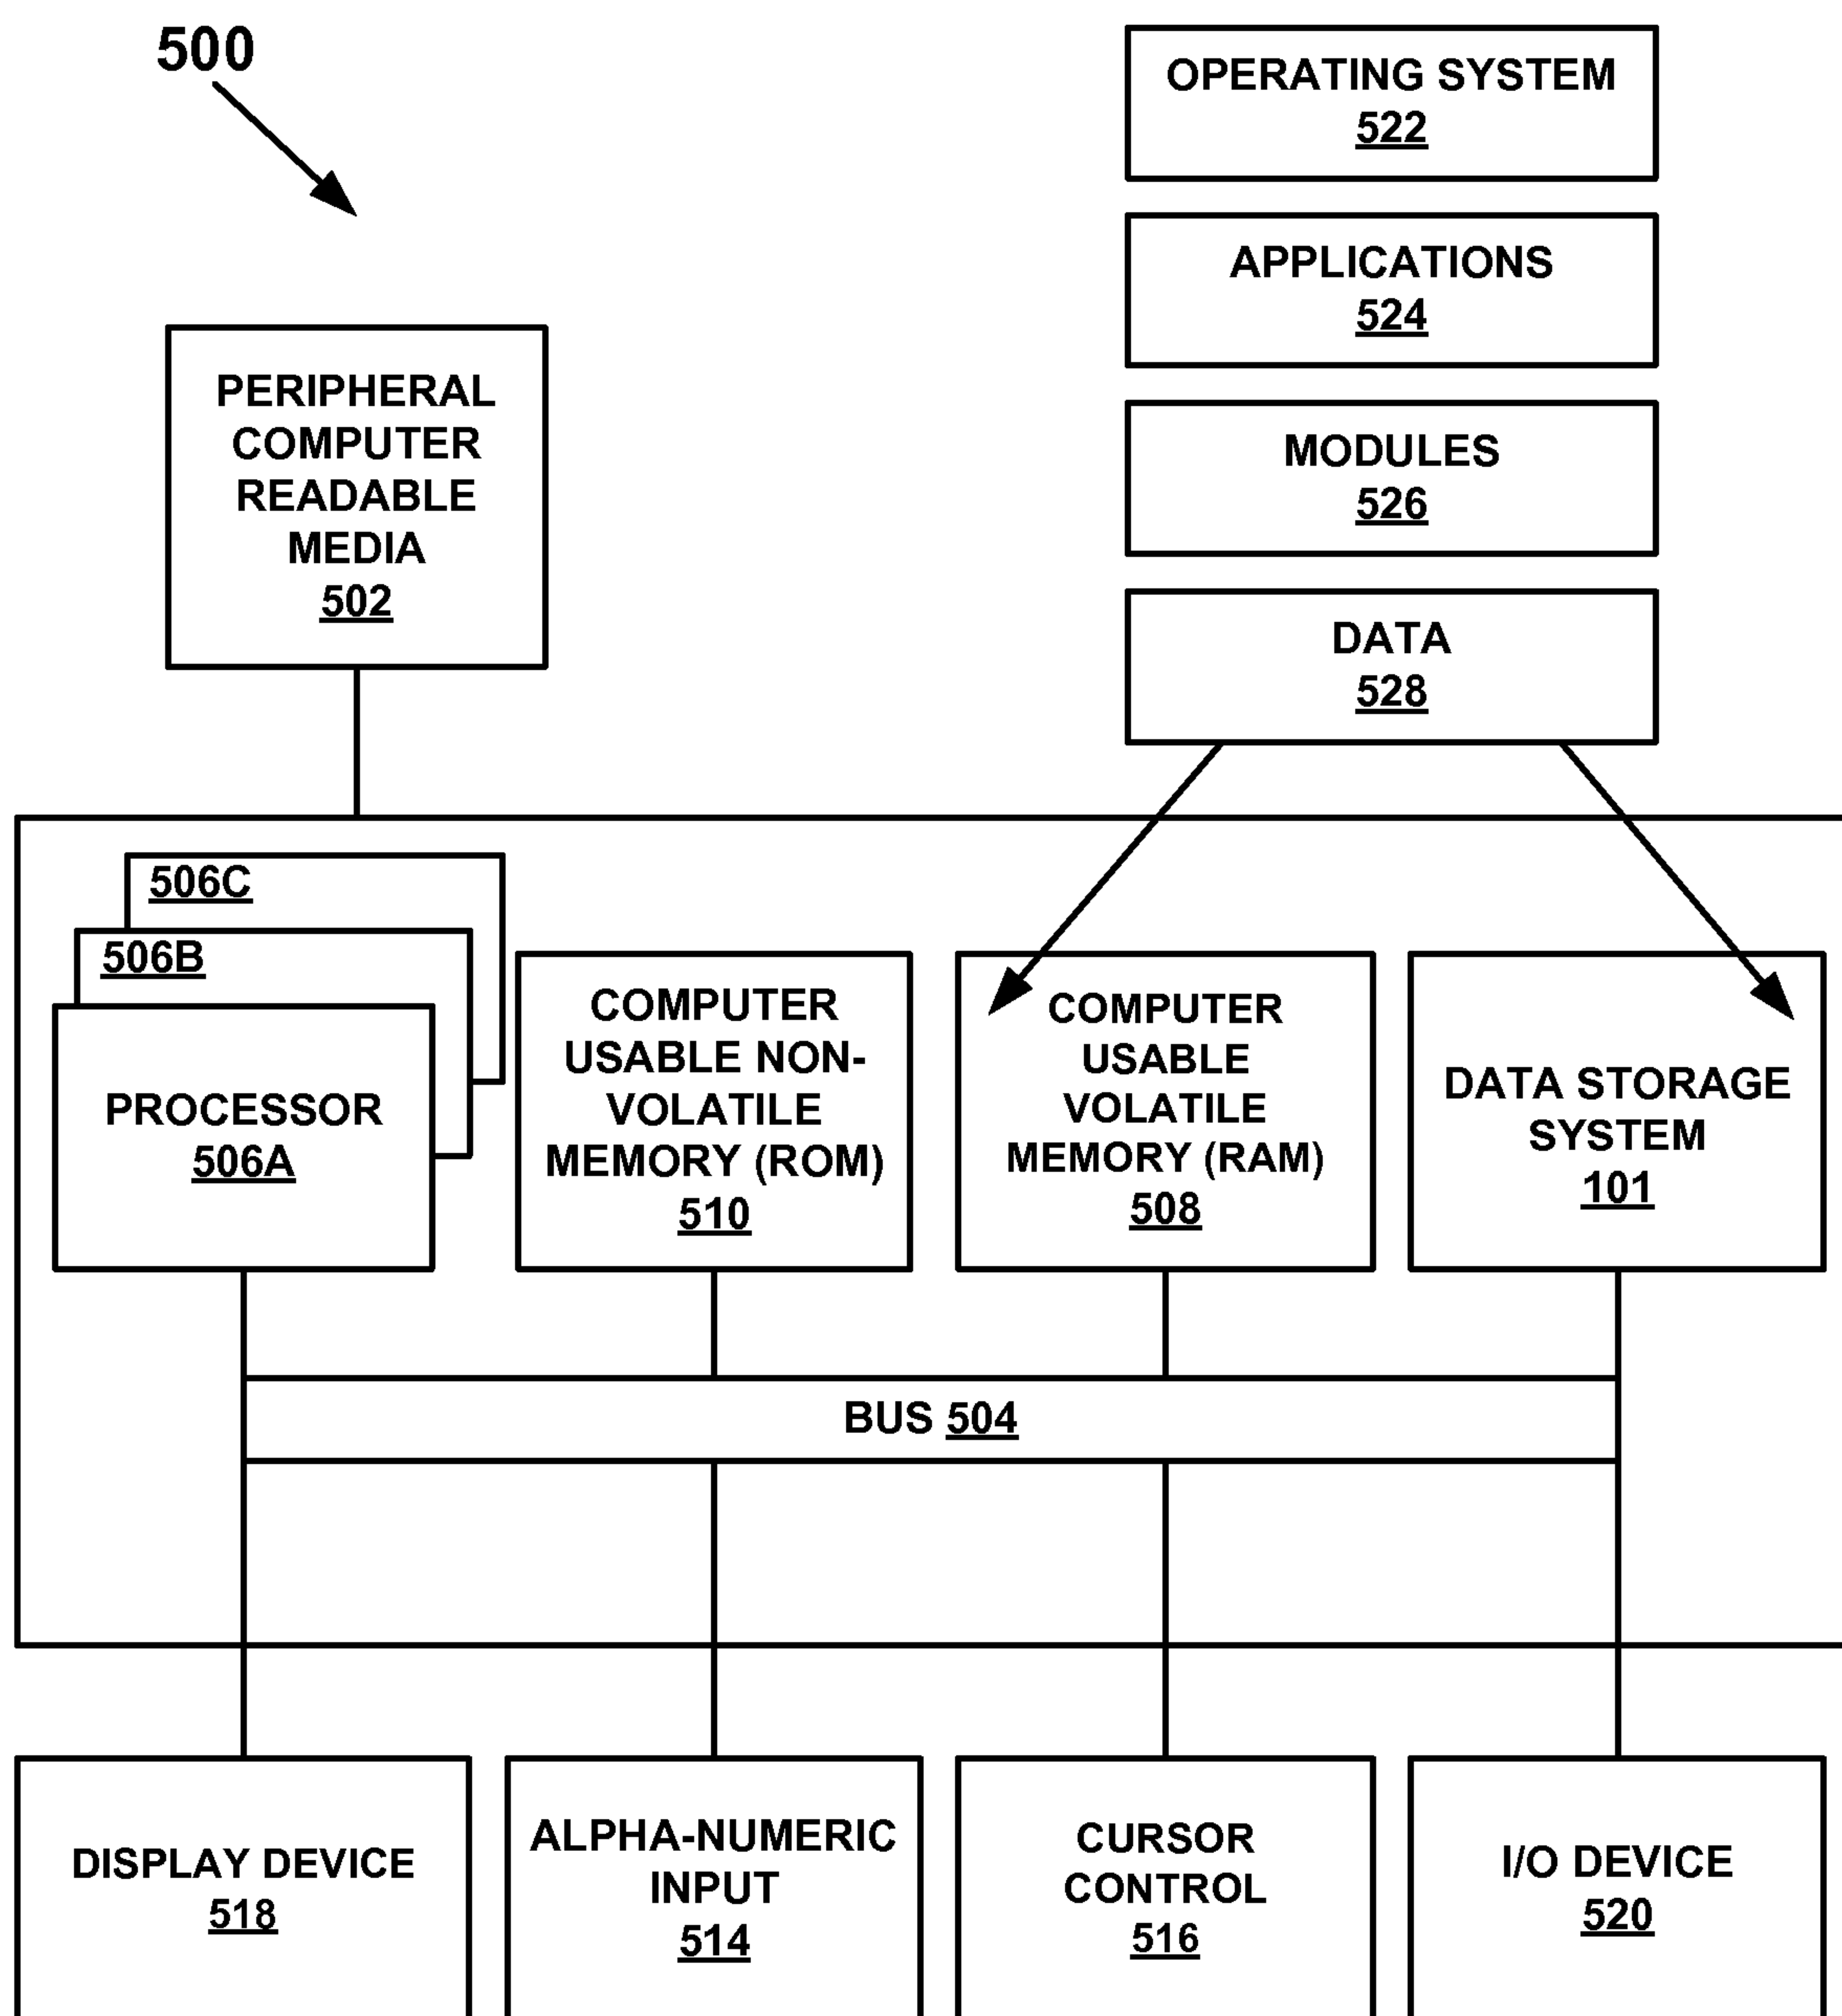 500
OPERATING SYSTEM
522
APPLICATIONS
524
MODULES
526
DATA
528
PERIPHERAL
COMPUTER
READABLE
MEDIA
502
506C
506B
PROCESSOR
506A
COMPUTER
USABLE NON-
VOLATILE
MEMORY (ROM)
510
COMPUTER
USABLE
VOLATILE
MEMORY (RAM)
508
DATA STORAGE
SYSTEM
101
BUS 504
DISPLAY DEVICE
518
ALPHA-NUMERIC
INPUT
514
CURSOR
CONTROL
516
I/O DEVICE
520